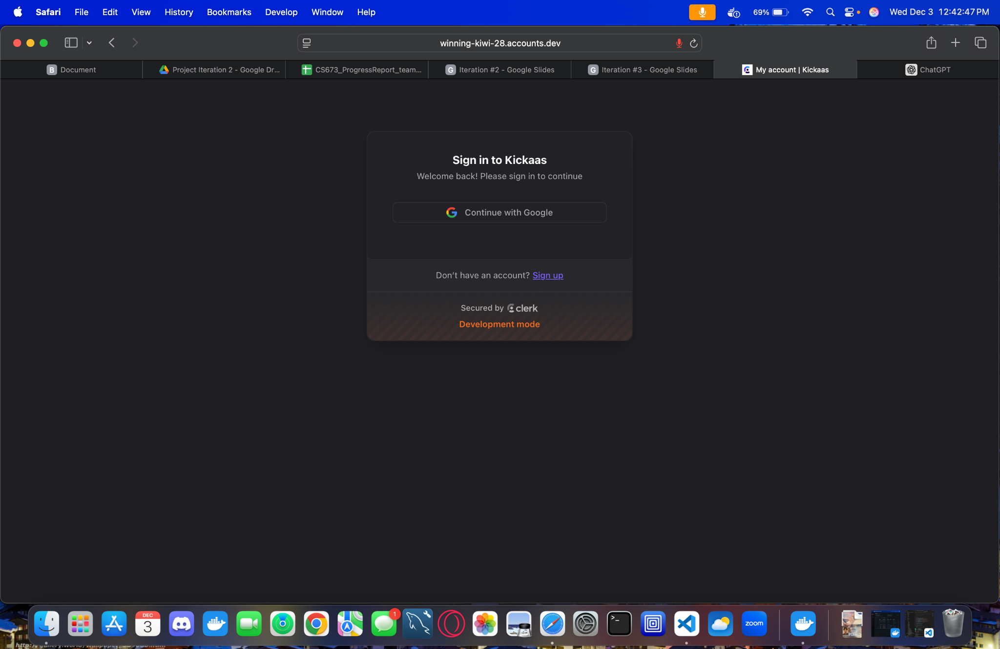 Safari File Edit View History Bookmarks Develop Window Help 69% Wed Dec 3 12:42:47 PM
winning-kiwi-28.accounts.dev
B Document Project Iteration 2 - Google Dr... CS673_ProgressReport_team... G Iteration #2 - Google Slides G Iteration #3 - Google Slides My account | Kickaas ChatGPT
Sign in to Kickaas
Welcome back! Please sign in to continue
Continue with Google
Don't have an account? Sign up
Secured by clerk
Development mode
DEC
3
1
zoom